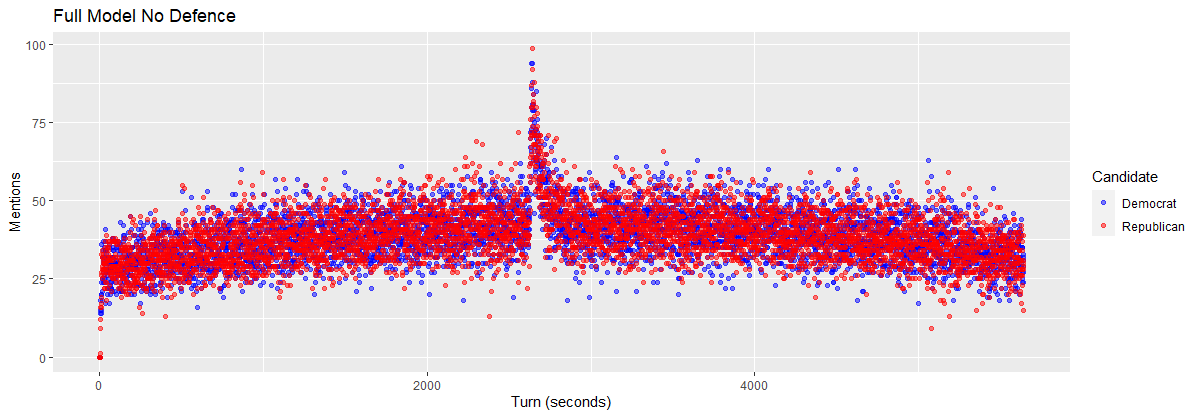 Full Model No Defence
100
75
50
25
0
Mentions
0
2000
4000
Turn (seconds)
Candidate
Democrat
Republican